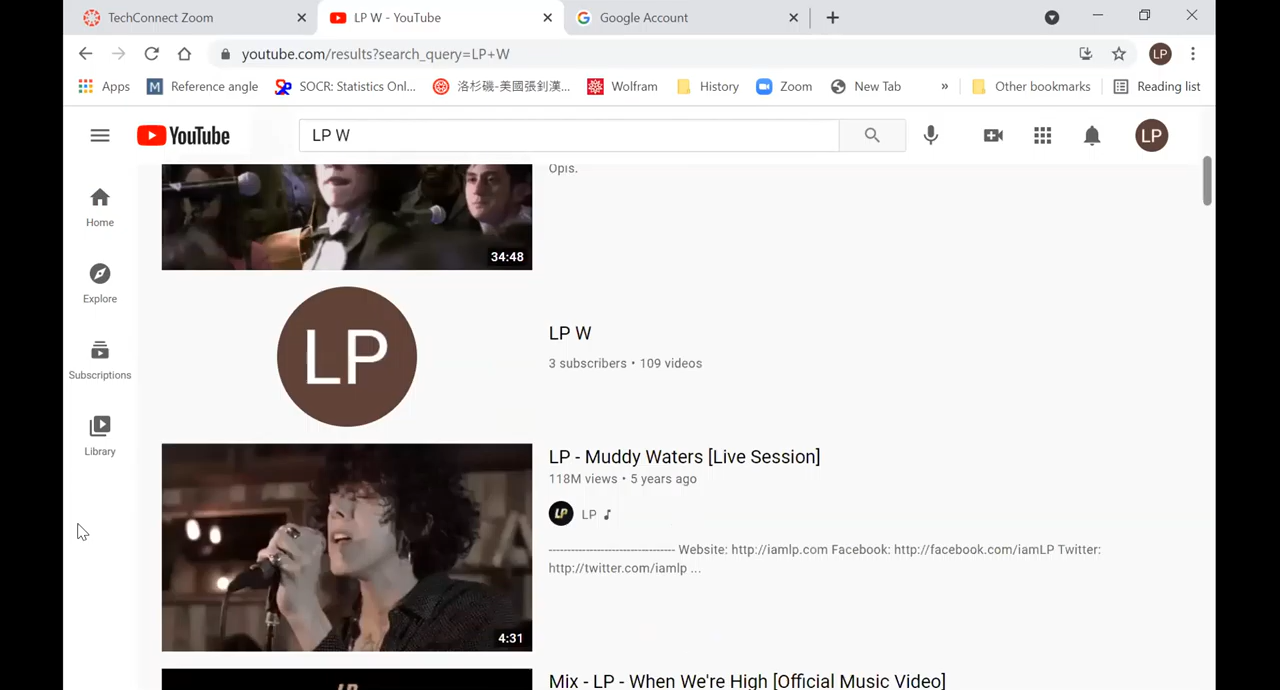 TechConnect Zoom
LP W - YouTube
Google Account
youtube.com/results?search_query=LP+W
LP
Apps
M
Reference angle
SOCR: Statistics Onl...
洛杉磯-美國張釗漢...
Wolfram
History
Zoom
New Tab
»
Other bookmarks
Reading list
YouTube
LP W
LP
Opis.
34:48
Home
Explore
Subscriptions
Library
LP
LP W
3 subscribers • 109 videos
LP - Muddy Waters [Live Session]
118M views • 5 years ago
LP
LP
--------------------------------- Website: http://iamlp.com Facebook: http://facebook.com/iamLP Twitter:
http://twitter.com/iamlp ...
4:31
Mix - LP - When We're High [Official Music Video]